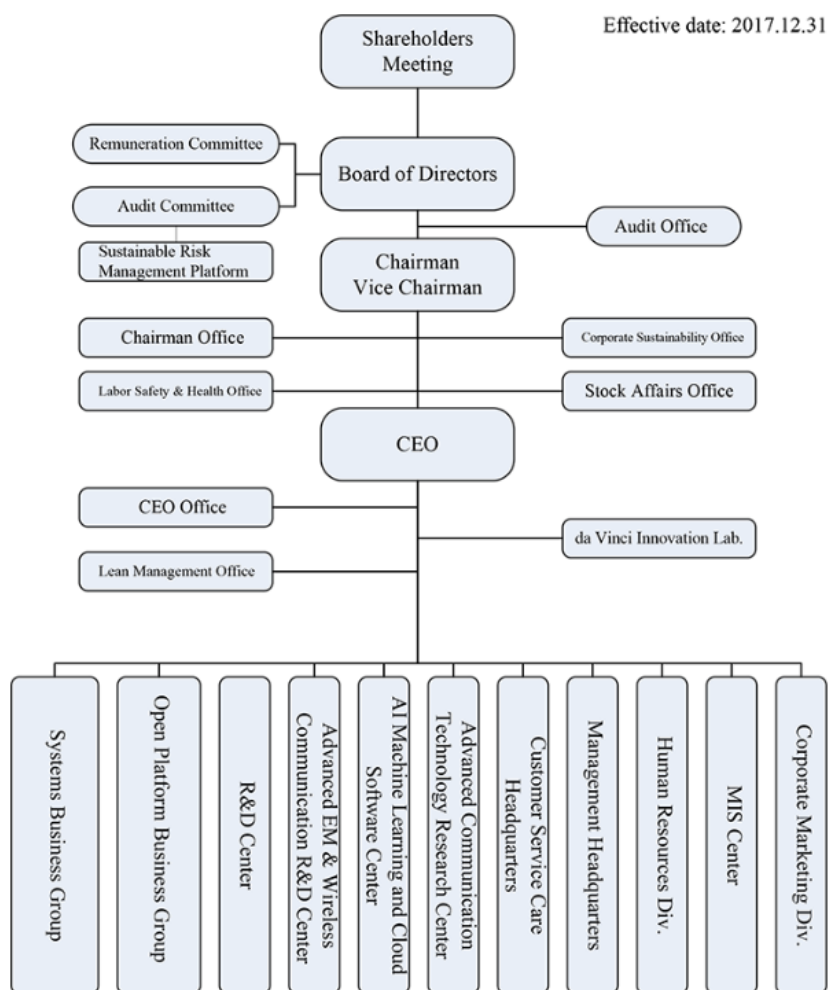 Effective date: 2017.12.31
Shareholders
Meeting
Remuneration Committee
Board of Directors
Audit Committee
Audit Office
Sustainable Risk
Management Platform
Chairman
Vice Chairman
Chairman Office
Corporate Sustainability Office
Labor Safety & Health Office
Stock Affairs Office
CEO
CEO Office
da Vinci Innovation Lab.
Lean Management Office
Systems Business Group
Open Platform Business Group
R&D Center
Advanced EM & Wireless
Communication R&D Center
AI Machine Learning and Cloud
Software Center
Advanced Communication
Technology Research Center
Customer Service Care
Headquarters
Management Headquarters
Human Resources Div.
MIS Center
Corporate Marketing Div.